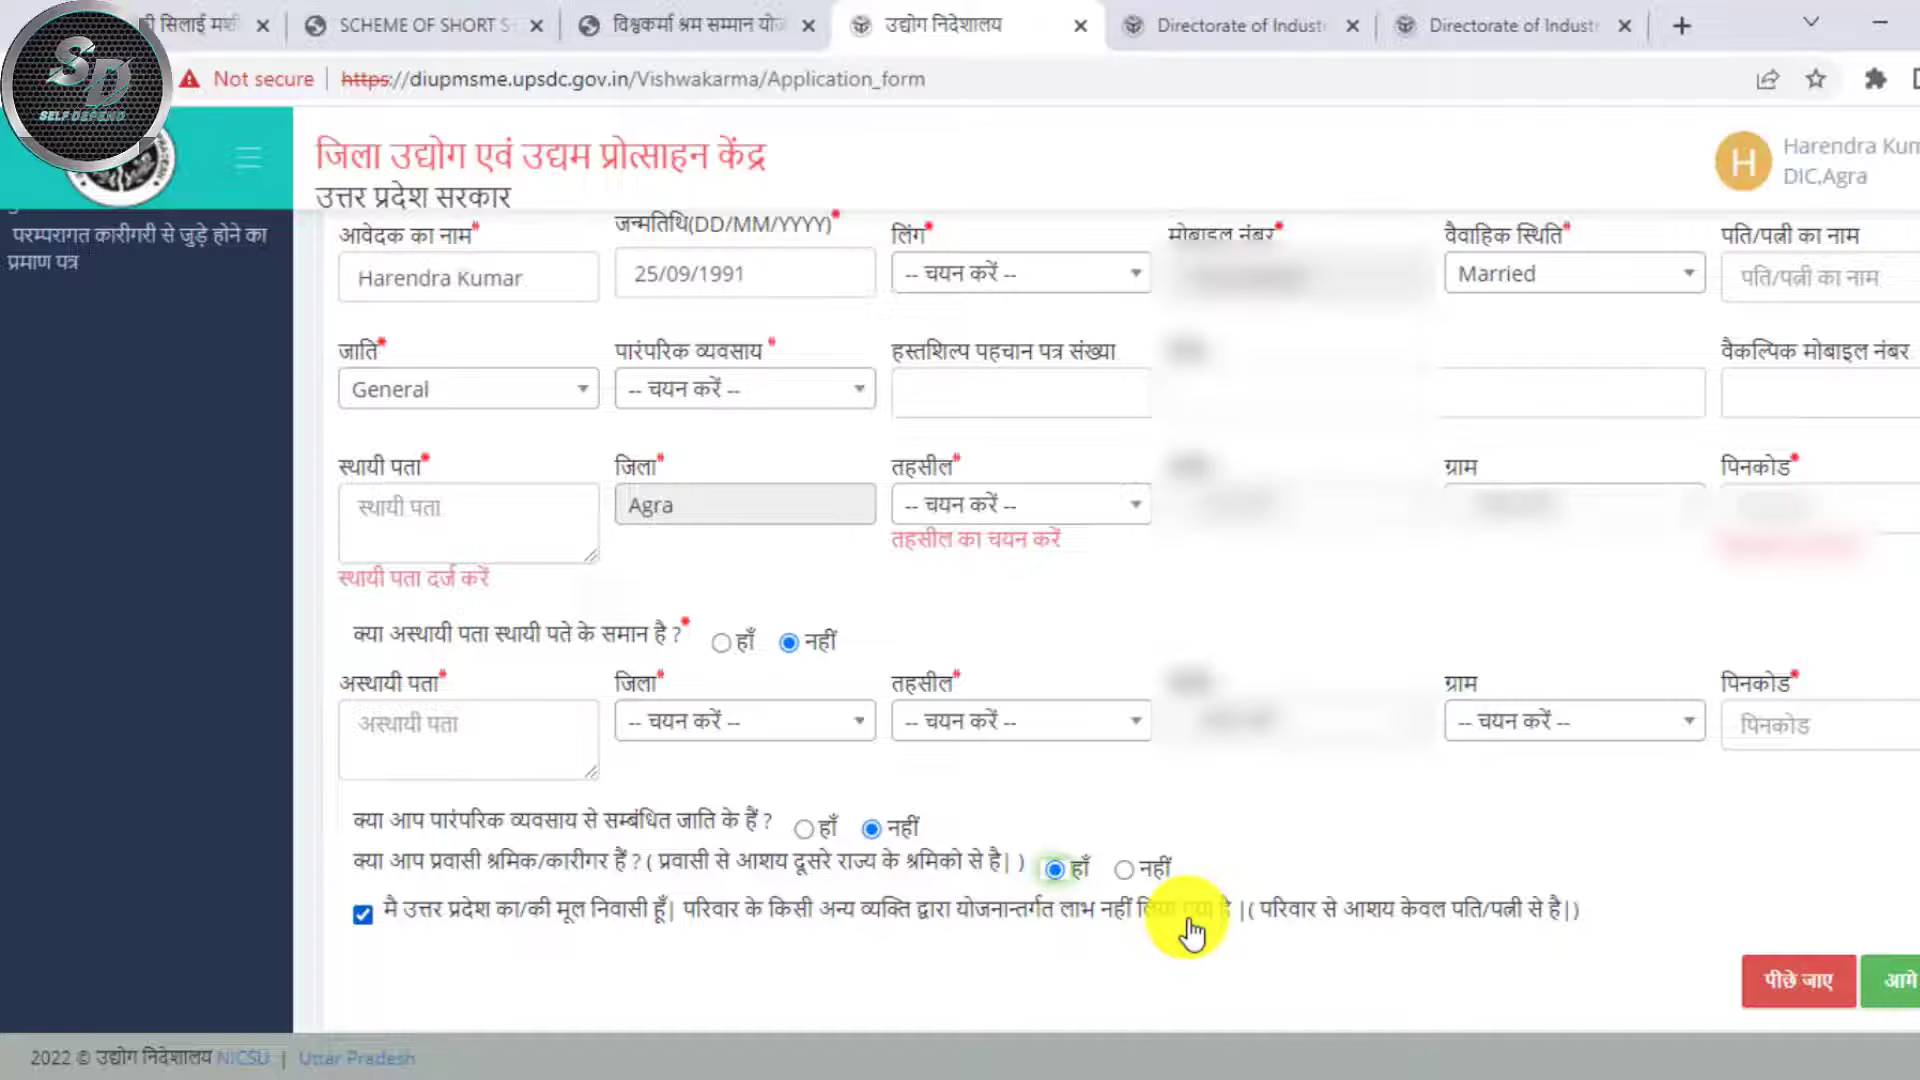 सिलाई मशी
SCHEME OF SHORT S
विश्वकर्मा श्रम सम्मान यो
उद्योग निदेशालय
Directorate of Indust
Directorate of Indust
Not secure
https://diupmsme.upsdc.gov.in/Vishwakarma/Application_form
SD
SELF DEFEND
जिला उद्योग एवं उद्यम प्रोत्साहन केंद्र
उत्तर प्रदेश सरकार
H
Harendra Kum
DIC,Agra
परम्परागत कारीगरी से जुड़े होने का
प्रमाण पत्र
आवेदक का नाम* जन्मतिथि(DD/MM/YYYY)* लिंग* मोबाइल नंबर* वैवाहिक स्थिति* पति/पत्नी का नाम
Harendra Kumar 25/09/1991 -- चयन करें -- Married पति/पत्नी का नाम
जाति* पारंपरिक व्यवसाय* हस्तशिल्प पहचान पत्र संख्या वैकल्पिक मोबाइल नंबर
General -- चयन करें --
स्थायी पता* जिला* तहसील* ग्राम पिनकोड*
स्थायी पता Agra -- चयन करें --
तहसील का चयन करें
स्थायी पता दर्ज करें
क्या अस्थायी पता स्थायी पते के समान है ?* हाँ नहीं
अस्थायी पता* जिला* तहसील* ग्राम पिनकोड*
अस्थायी पता -- चयन करें -- -- चयन करें -- -- चयन करें -- पिनकोड
क्या आप पारंपरिक व्यवसाय से सम्बंधित जाति के हैं ? हाँ नहीं
क्या आप प्रवासी श्रमिक/कारीगर हैं ? ( प्रवासी से आशय दूसरे राज्य के श्रमिको से है| ) हाँ नहीं
मै उत्तर प्रदेश का/की मूल निवासी हूँ| परिवार के किसी अन्य व्यक्ति द्वारा योजनान्तर्गत लाभ नहीं लिया गया है |( परिवार से आशय केवल पति/पत्नी से है|)
पीछे जाए आगे
2022 © उद्योग निदेशालय NICSU | Uttar Pradesh